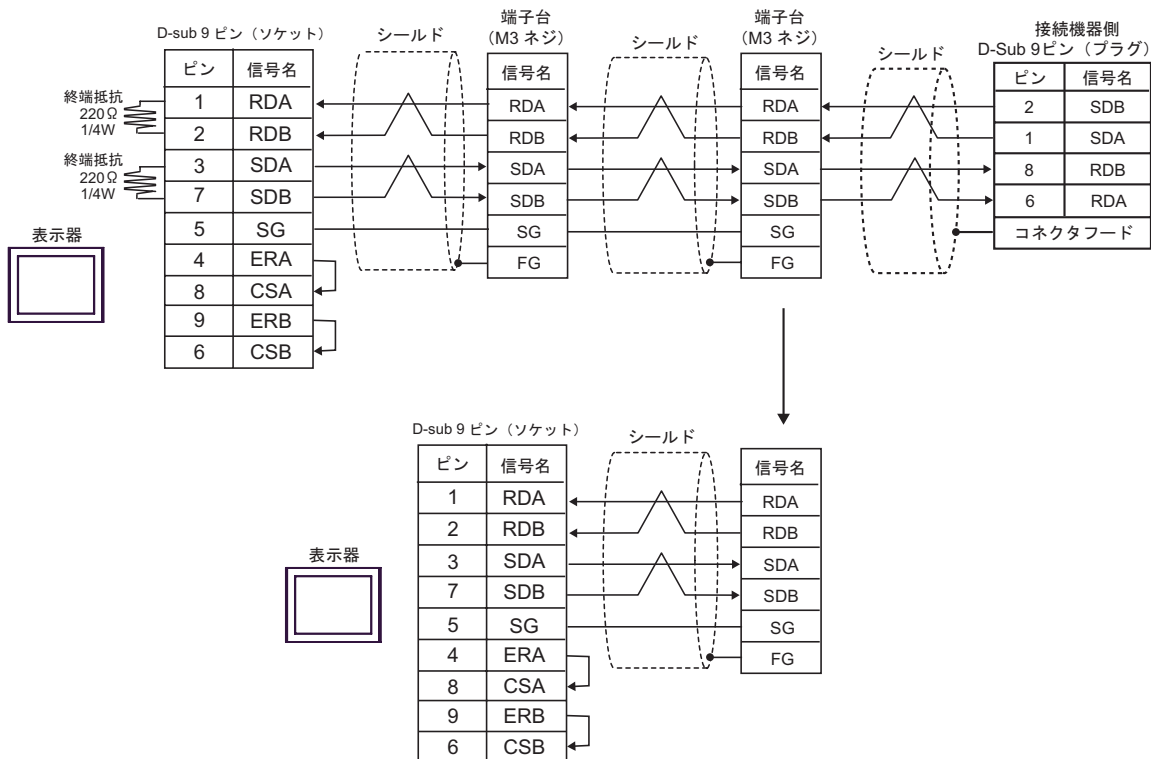 D-sub 9 ピン（ソケット）
シールド
端子台
（M3 ネジ）
シールド
端子台
（M3 ネジ）
シールド
接続機器側
D-Sub 9ピン（プラグ）
終端抵抗
220Ω
1/4W
終端抵抗
220Ω
1/4W
表示器
ピン 信号名
1 RDA
2 RDB
3 SDA
7 SDB
5 SG
4 ERA
8 CSA
9 ERB
6 CSB
信号名
RDA
RDB
SDA
SDB
SG
FG
信号名
RDA
RDB
SDA
SDB
SG
FG
ピン 信号名
2 SDB
1 SDA
8 RDB
6 RDA
コネクタフード
D-sub 9 ピン（ソケット）
シールド
表示器
ピン 信号名
1 RDA
2 RDB
3 SDA
7 SDB
5 SG
4 ERA
8 CSA
9 ERB
6 CSB
信号名
RDA
RDB
SDA
SDB
SG
FG